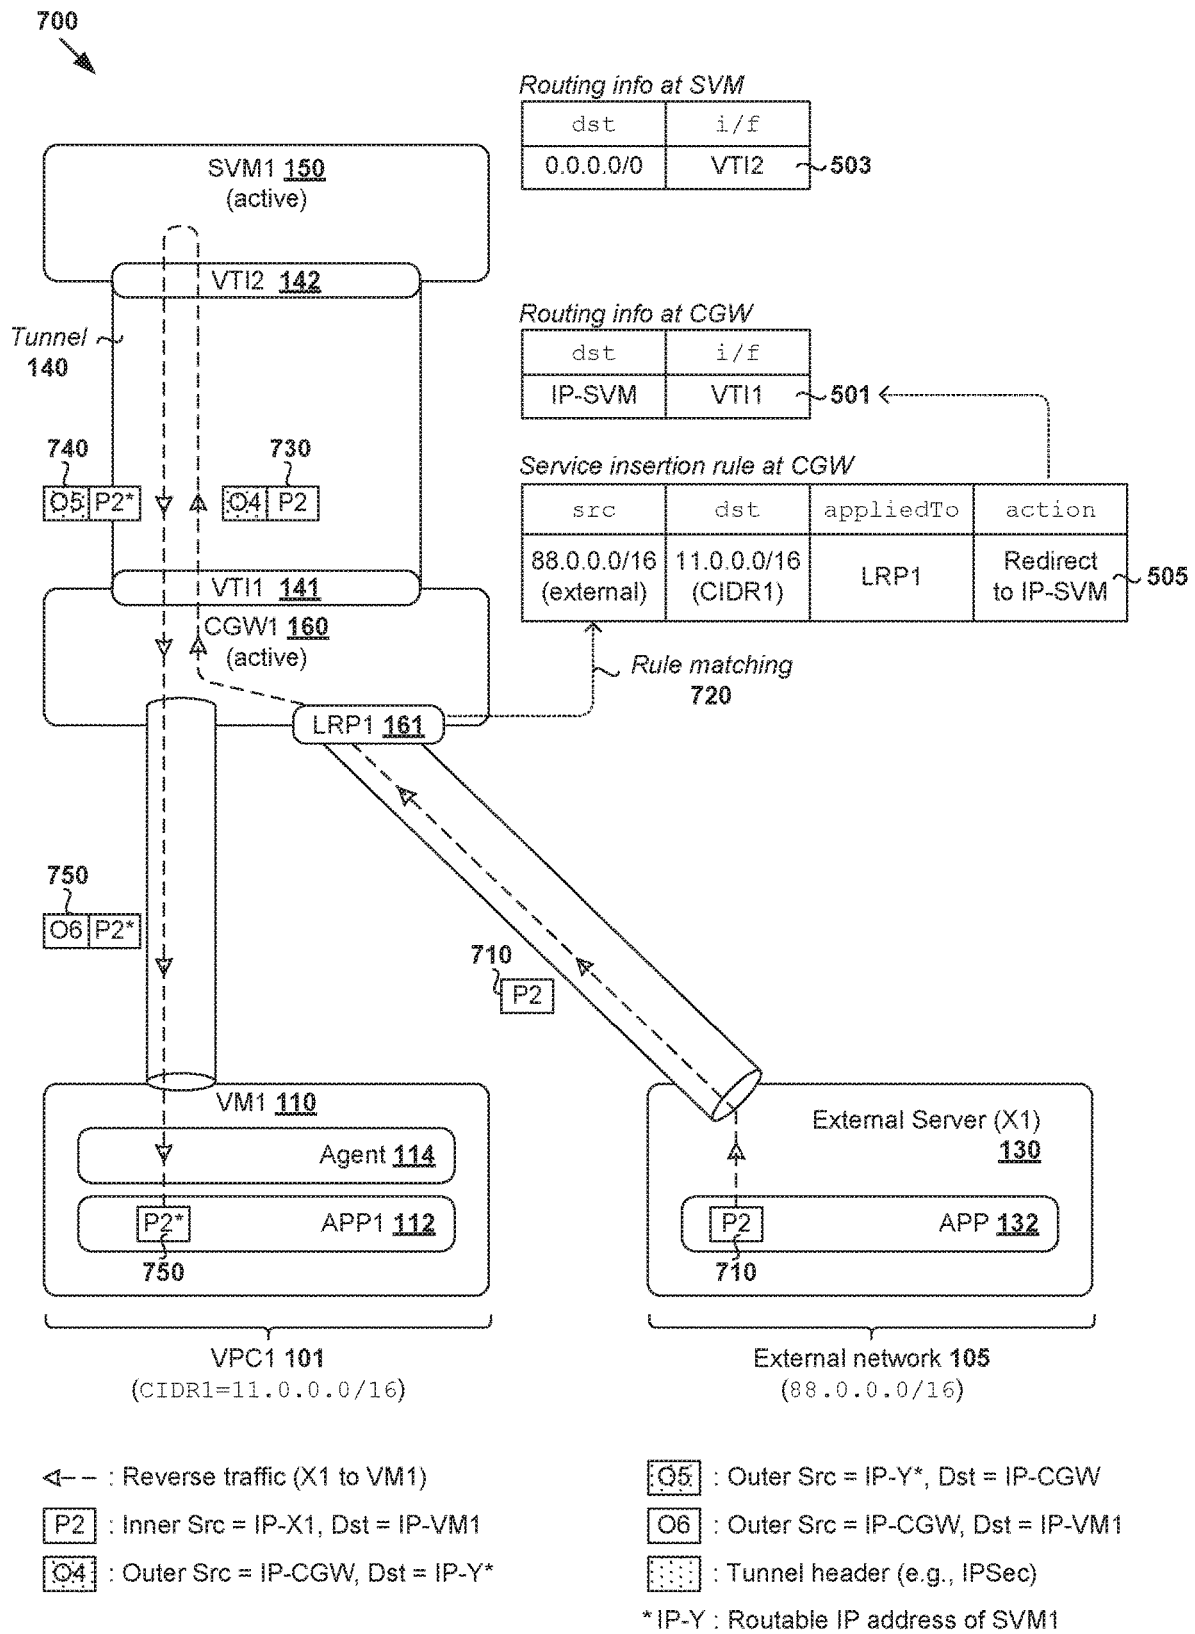 700
Routing info at SVM
dst i/f
0.0.0.0/0 VTI2 503
SVM1 150
(active)
VTI2 142
Tunnel
140
Routing info at CGW
dst i/f
IP-SVM VTI1 501
740 730
O5 P2* O4 P2
Service insertion rule at CGW
src dst appliedTo action
88.0.0.0/16 11.0.0.0/16 LRP1 Redirect
(external) (CIDR1) to IP-SVM 505
VTI1 141
CGW1 160
(active)
Rule matching
720
LRP1 161
750
O6 P2*
710
P2
VM1 110
Agent 114
P2* APP1 112
750
External Server (X1)
130
P2 APP 132
710
VPC1 101
(CIDR1=11.0.0.0/16)
External network 105
(88.0.0.0/16)
: Reverse traffic (X1 to VM1)
P2 : Inner Src = IP-X1, Dst = IP-VM1
O4 : Outer Src = IP-CGW, Dst = IP-Y*
O5 : Outer Src = IP-Y*, Dst = IP-CGW
O6 : Outer Src = IP-CGW, Dst = IP-VM1
: Tunnel header (e.g., IPSec)
*IP-Y : Routable IP address of SVM1